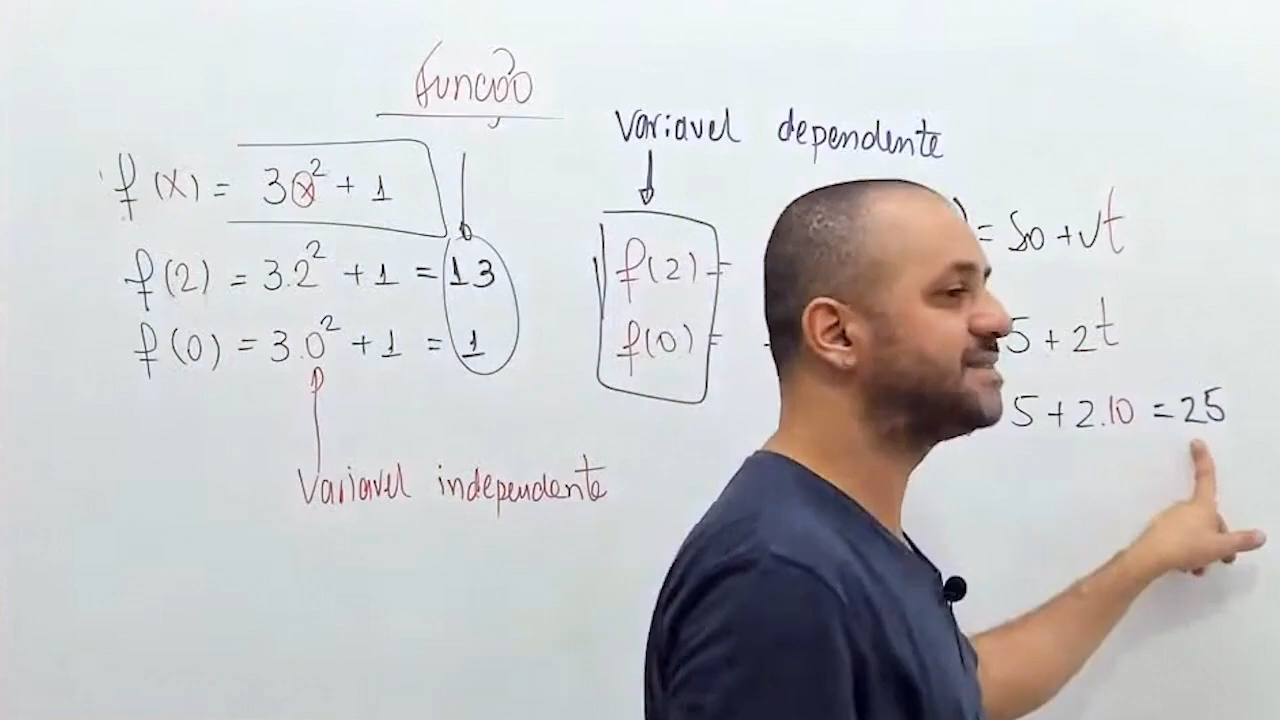 função
variavel dependente
f(x) = 3x² + 1
f(2) = 3.2² + 1 = 13
f(0) = 3.0² + 1 = 1
variavel independente
f(2) =
f(0) =
) = So + vt
5 + 2t
5 + 2.10 = 25